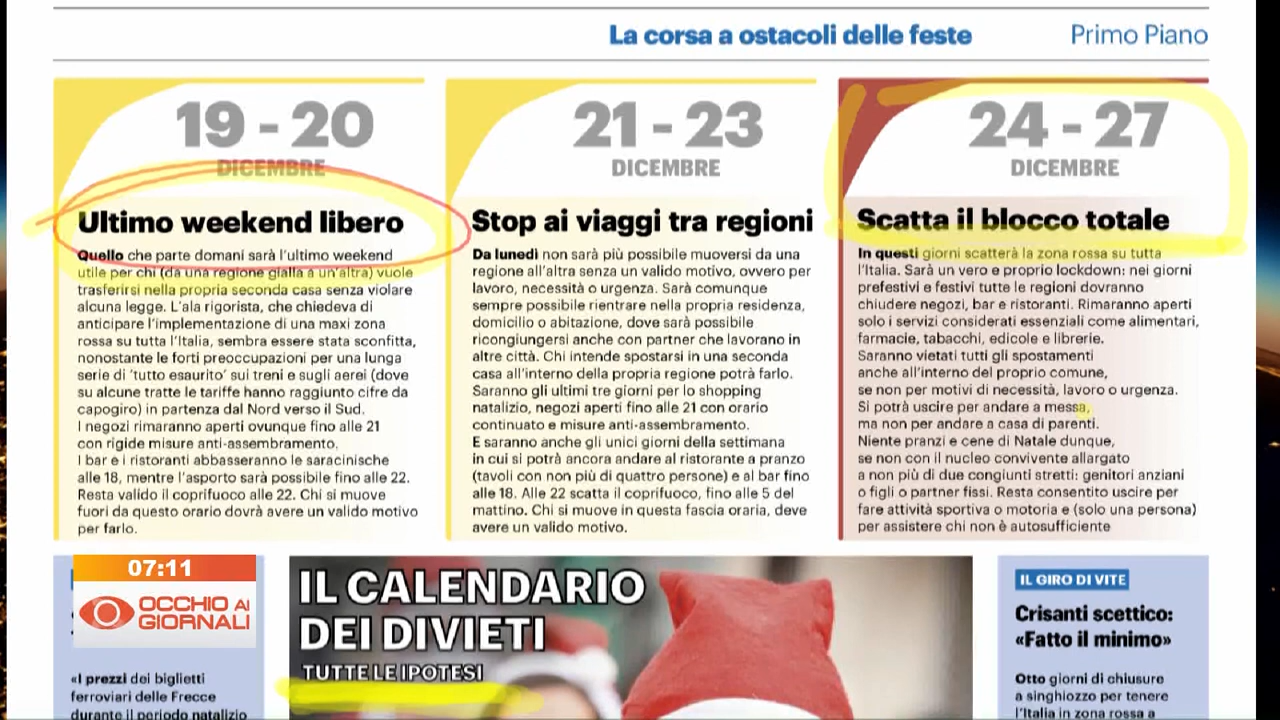 La corsa a ostacoli delle feste
Primo Piano
19 - 20
DICEMBRE
Ultimo weekend libero
Quello che parte domani sarà l'ultimo weekend
utile per chi (da una regione gialla a un'altra) vuole
trasferirsi nella propria seconda casa senza violare
alcuna legge. L'ala rigorista, che chiedeva di
anticipare l'implementazione di una maxi zona
rossa su tutta l'Italia, sembra essere stata sconfitta,
nonostante le forti preoccupazioni per una lunga
serie di 'tutto esaurito' sui treni e sugli aerei (dove
su alcune tratte le tariffe hanno raggiunto cifre da
capogiro) in partenza dal Nord verso il Sud.
I negozi rimarranno aperti ovunque fino alle 21
con rigide misure anti-assembramento.
I bar e i ristoranti abbasseranno le saracinische
alle 18, mentre l'asporto sarà possibile fino alle 22.
Resta valido il coprifuoco alle 22. Chi si muove
fuori da questo orario dovrà avere un valido motivo
per farlo.
21 - 23
DICEMBRE
Stop ai viaggi tra regioni
Da lunedì non sarà più possibile muoversi da una
regione all'altra senza un valido motivo, ovvero per
lavoro, necessità o urgenza. Sarà comunque
sempre possibile rientrare nella propria residenza,
domicilio o abitazione, dove sarà possibile
ricongiungersi anche con partner che lavorano in
altre città. Chi intende spostarsi in una seconda
casa all'interno della propria regione potrà farlo.
Saranno gli ultimi tre giorni per lo shopping
natalizio, negozi aperti fino alle 21 con orario
continuato e misure anti-assembramento.
E saranno anche gli unici giorni della settimana
in cui si potrà ancora andare al ristorante a pranzo
(tavoli con non più di quattro persone) e al bar fino
alle 18. Alle 22 scatta il coprifuoco, fino alle 5 del
mattino. Chi si muove in questa fascia oraria, deve
avere un valido motivo.
24 - 27
DICEMBRE
Scatta il blocco totale
In questi giorni scatterà la zona rossa su tutta
l'Italia. Sarà un vero e proprio lockdown: nei giorni
prefestivi e festivi tutte le regioni dovranno
chiudere negozi, bar e ristoranti. Rimaranno aperti
solo i servizi considerati essenziali come alimentari,
farmacie, tabacchi, edicole e librerie.
Saranno vietati tutti gli spostamenti
anche all'interno del proprio comune,
se non per motivi di necessità, lavoro o urgenza.
Si potrà uscire per andare a messa,
ma non per andare a casa di parenti.
Niente pranzi e cene di Natale dunque,
se non con il nucleo convivente allargato
a non più di due congiunti stretti: genitori anziani
o figli o partner fissi. Resta consentito uscire per
fare attività sportiva o motoria e (solo una persona)
per assistere chi non è autosufficiente
07:11
OCCHIO AI
GIORNALI
«I prezzi dei biglietti
ferroviari delle Frecce
durante il periodo natalizio
IL CALENDARIO
DEI DIVIETI
TUTTE LE IPOTESI
IL GIRO DI VITE
Crisanti scettico:
«Fatto il minimo»
Otto giorni di chiusure
a singhiozzo per tenere
l'Italia in zona rossa a